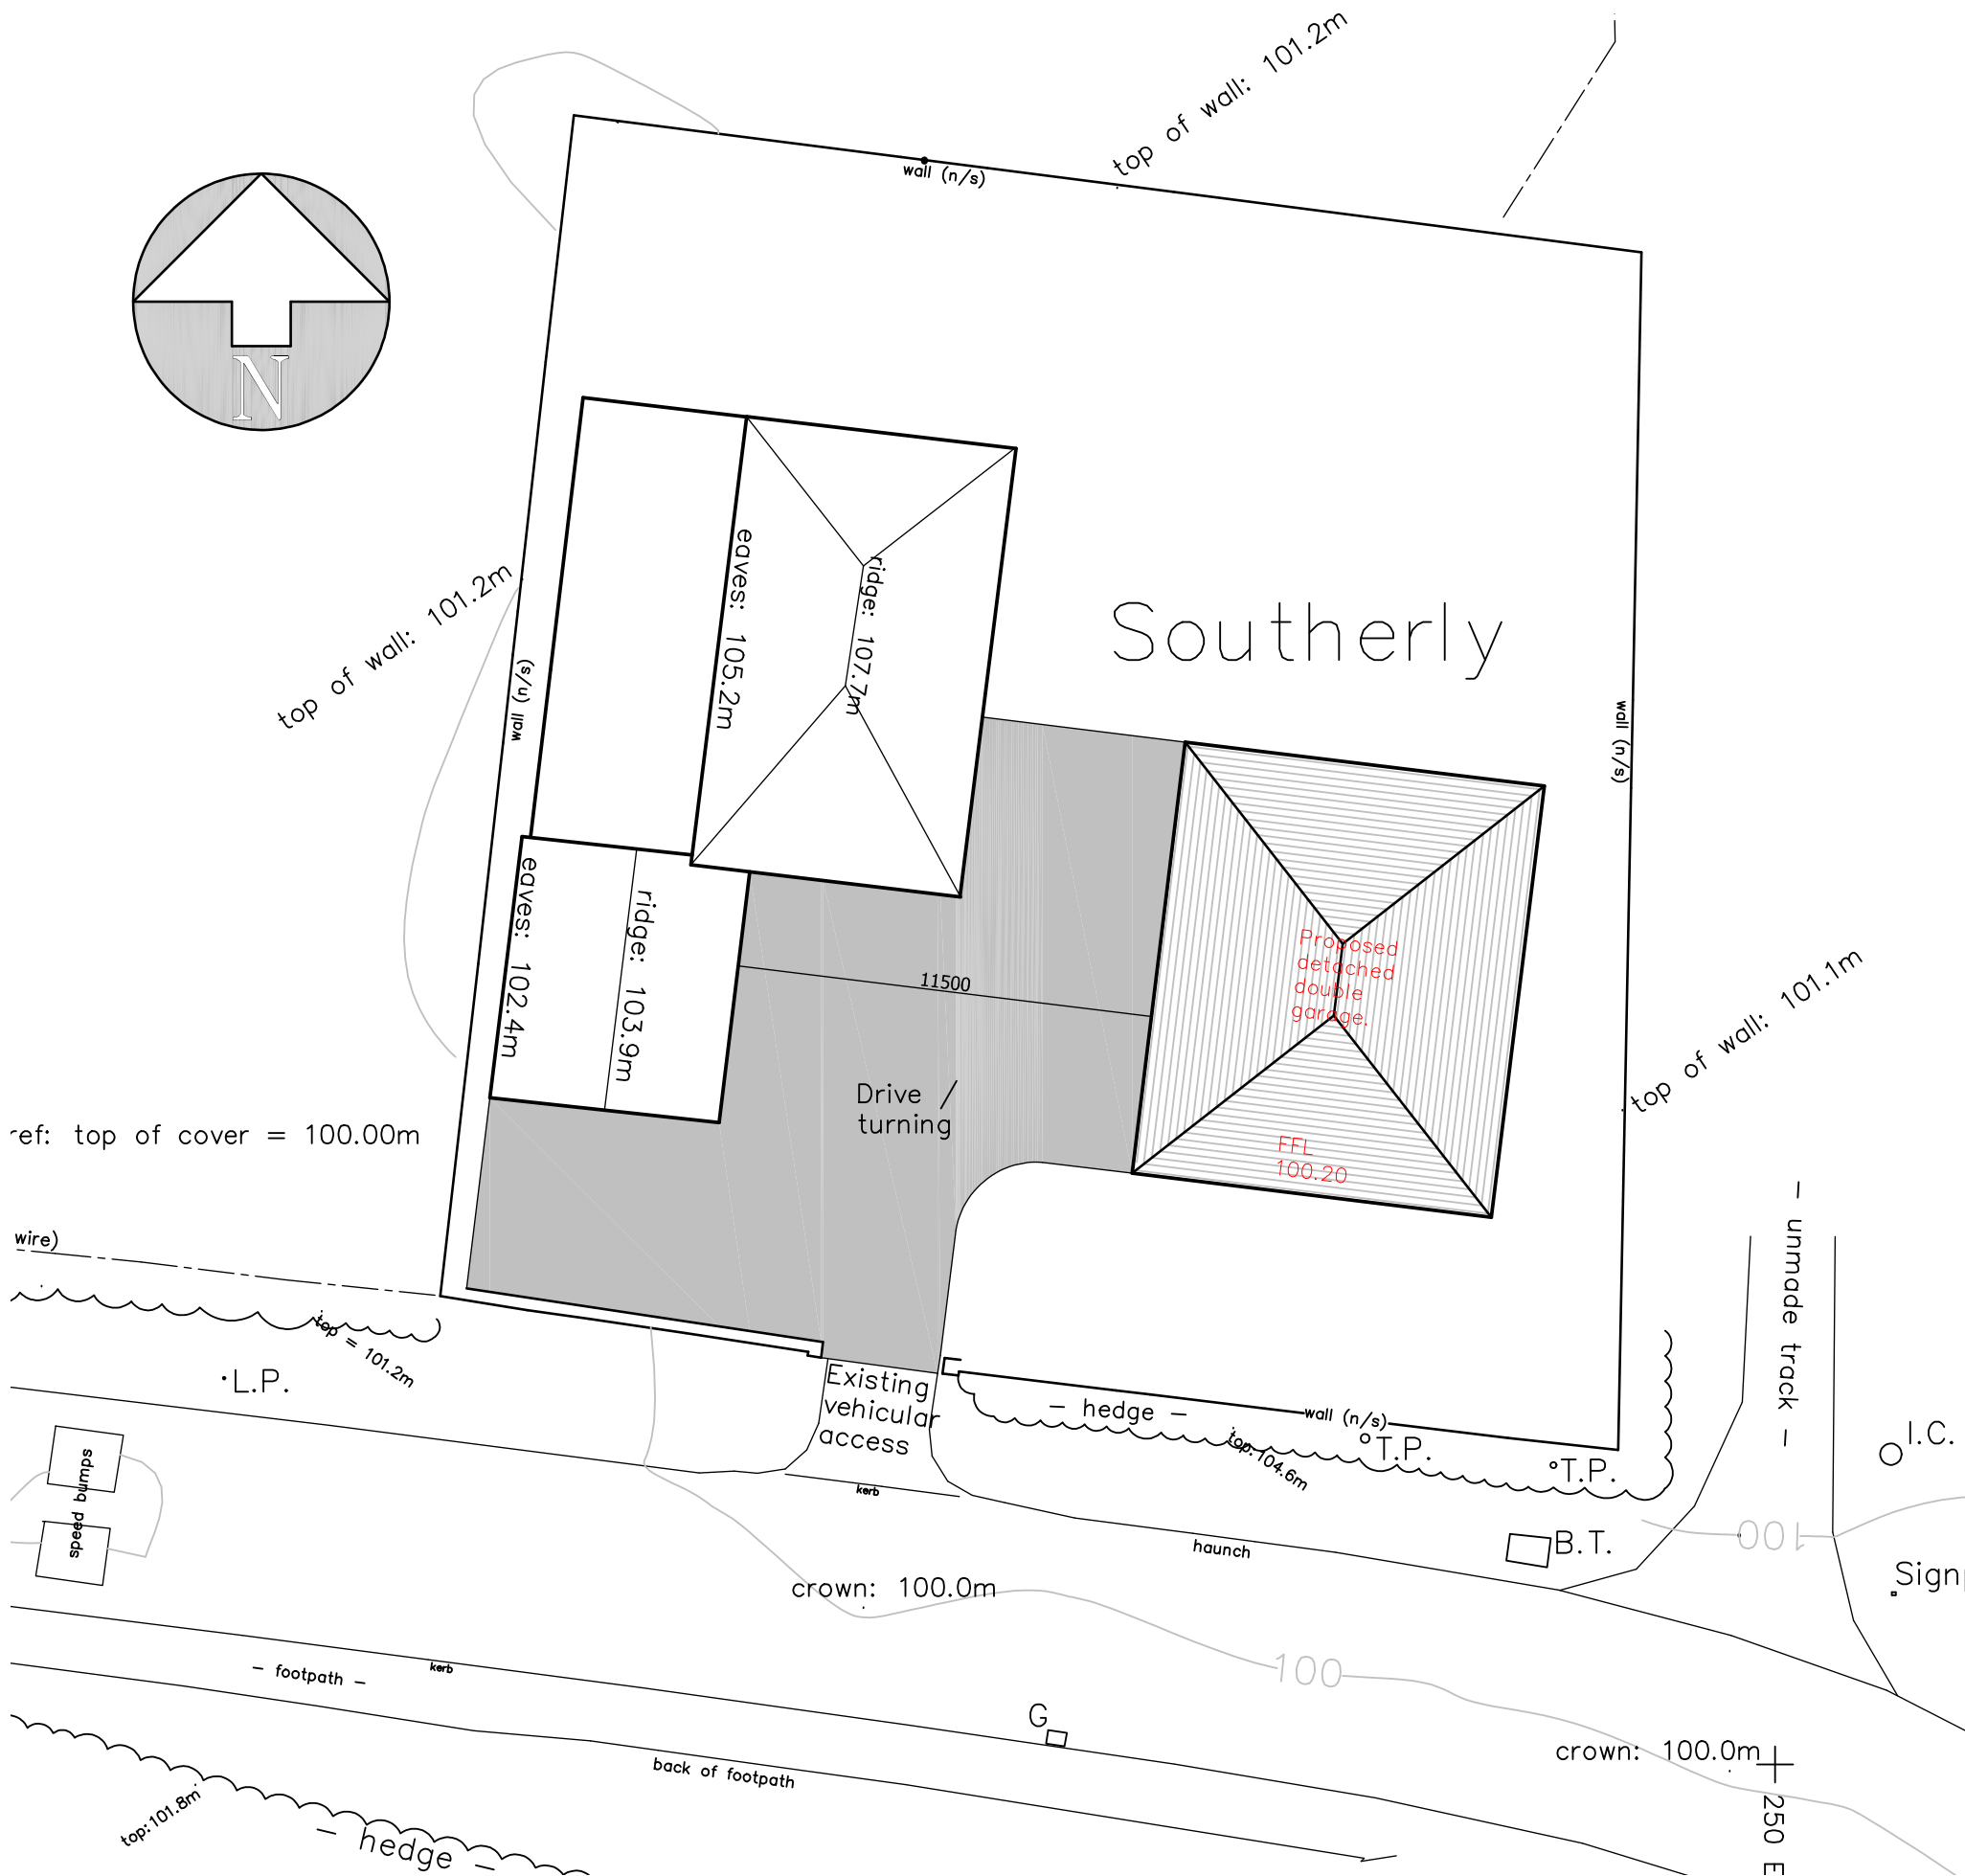 top of wall: 101.2m
wall (n/s)
N
top of wall: 101.2m
eaves: 105.2m
ridge: 107.7m
Southerly
wall (n/s)
wall (n/s)
eaves: 102.4m
ridge: 103.9m
11500
Proposed
detached
double
garage.
top of wall: 101.1m
Drive /
turning
FFL
100.20
ref: top of cover = 100.00m
wire)
top = 101.2m
L.P.
Existing
vehicular
access
- hedge -
wall (n/s)
top:104.6m
T.P.
T.P.
- unmade track -
I.C.
speed bumps
kerb
haunch
B.T.
100
Sign
crown: 100.0m
100
- footpath -
kerb
G
back of footpath
crown: 100.0m
250 E
top:101.8m
- hedge -